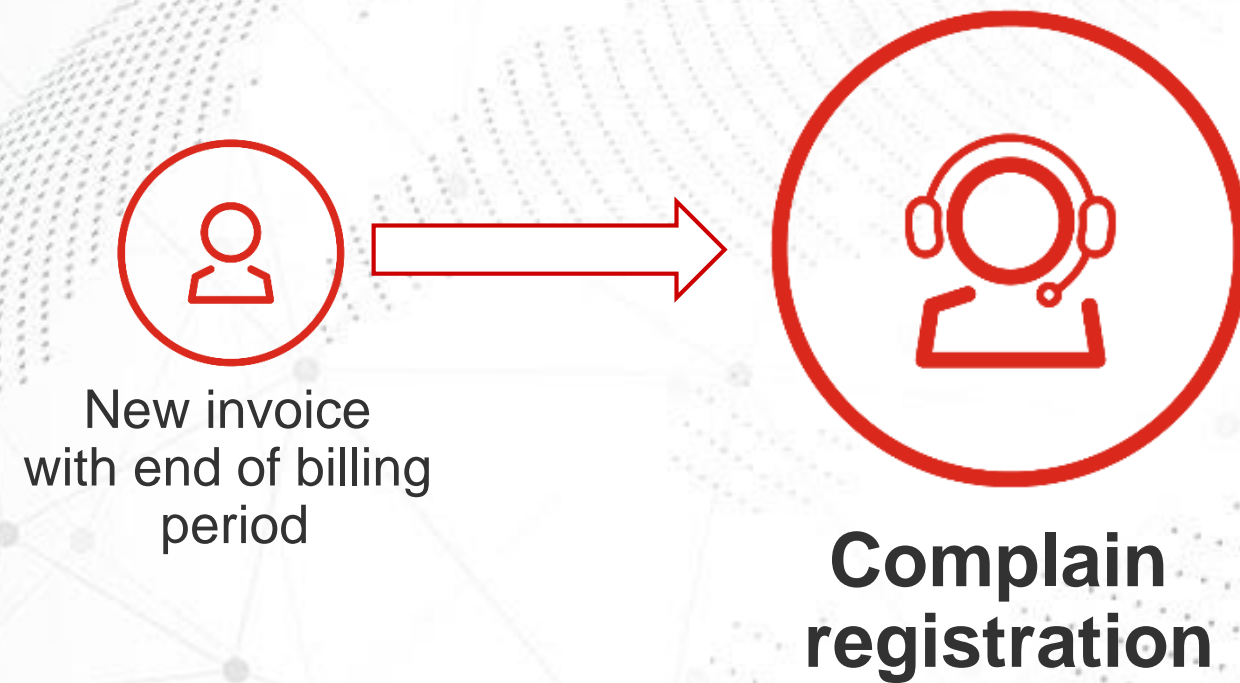 New invoice
with end of billing
period
Complain
registration